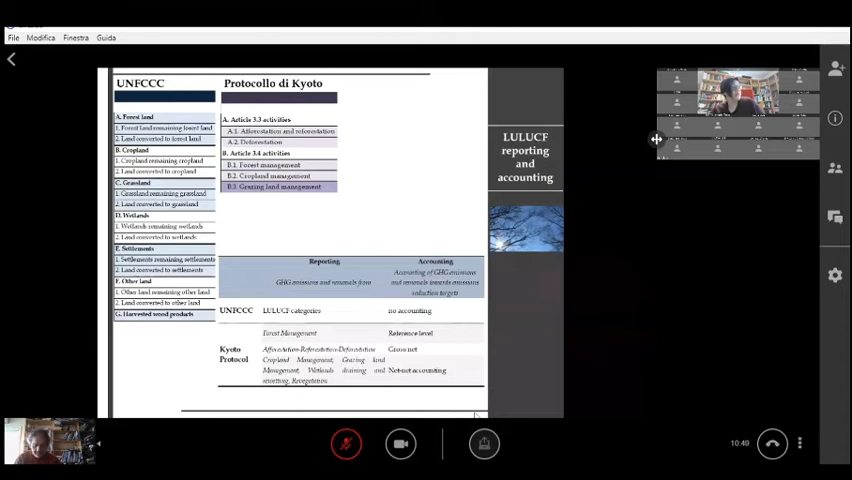 File Modifica Finestra Guida
UNFCCC
Protocollo di Kyoto
A. Forest land
1. Forest land remaining forest land
2. Land converted to forest land
B. Cropland
1. Cropland remaining cropland
2. Land converted to cropland
C. Grassland
1. Grassland remaining grassland
2. Land converted to grassland
D. Wetlands
1. Wetlands remaining wetlands
2. Land converted to wetlands
E. Settlements
1. Settlements remaining settlements
2. Land converted to settlements
F. Other land
1. Other land remaining other land
2. Land converted to other land
G. Harvested wood products
A. Article 3.3 activities
A.1. Afforestation and reforestation
A.2. Deforestation
B. Article 3.4 activities
B.1. Forest management
B.2. Cropland management
B.3. Grazing land management
LULUCF
reporting
and
accounting
Reporting Accounting
GHG emissions and removals from
Accounting of GHG emissions
and removals towards emissions
reduction targets
UNFCCC LULUCF categories no accounting
Forest Management Reference level
Kyoto
Protocol
Afforestation-Reforestation-Deforestation Gross net
Cropland Management, Grazing land
Management, Wetlands draining and
rewetting, Revegetation
Net-net accounting
10:49